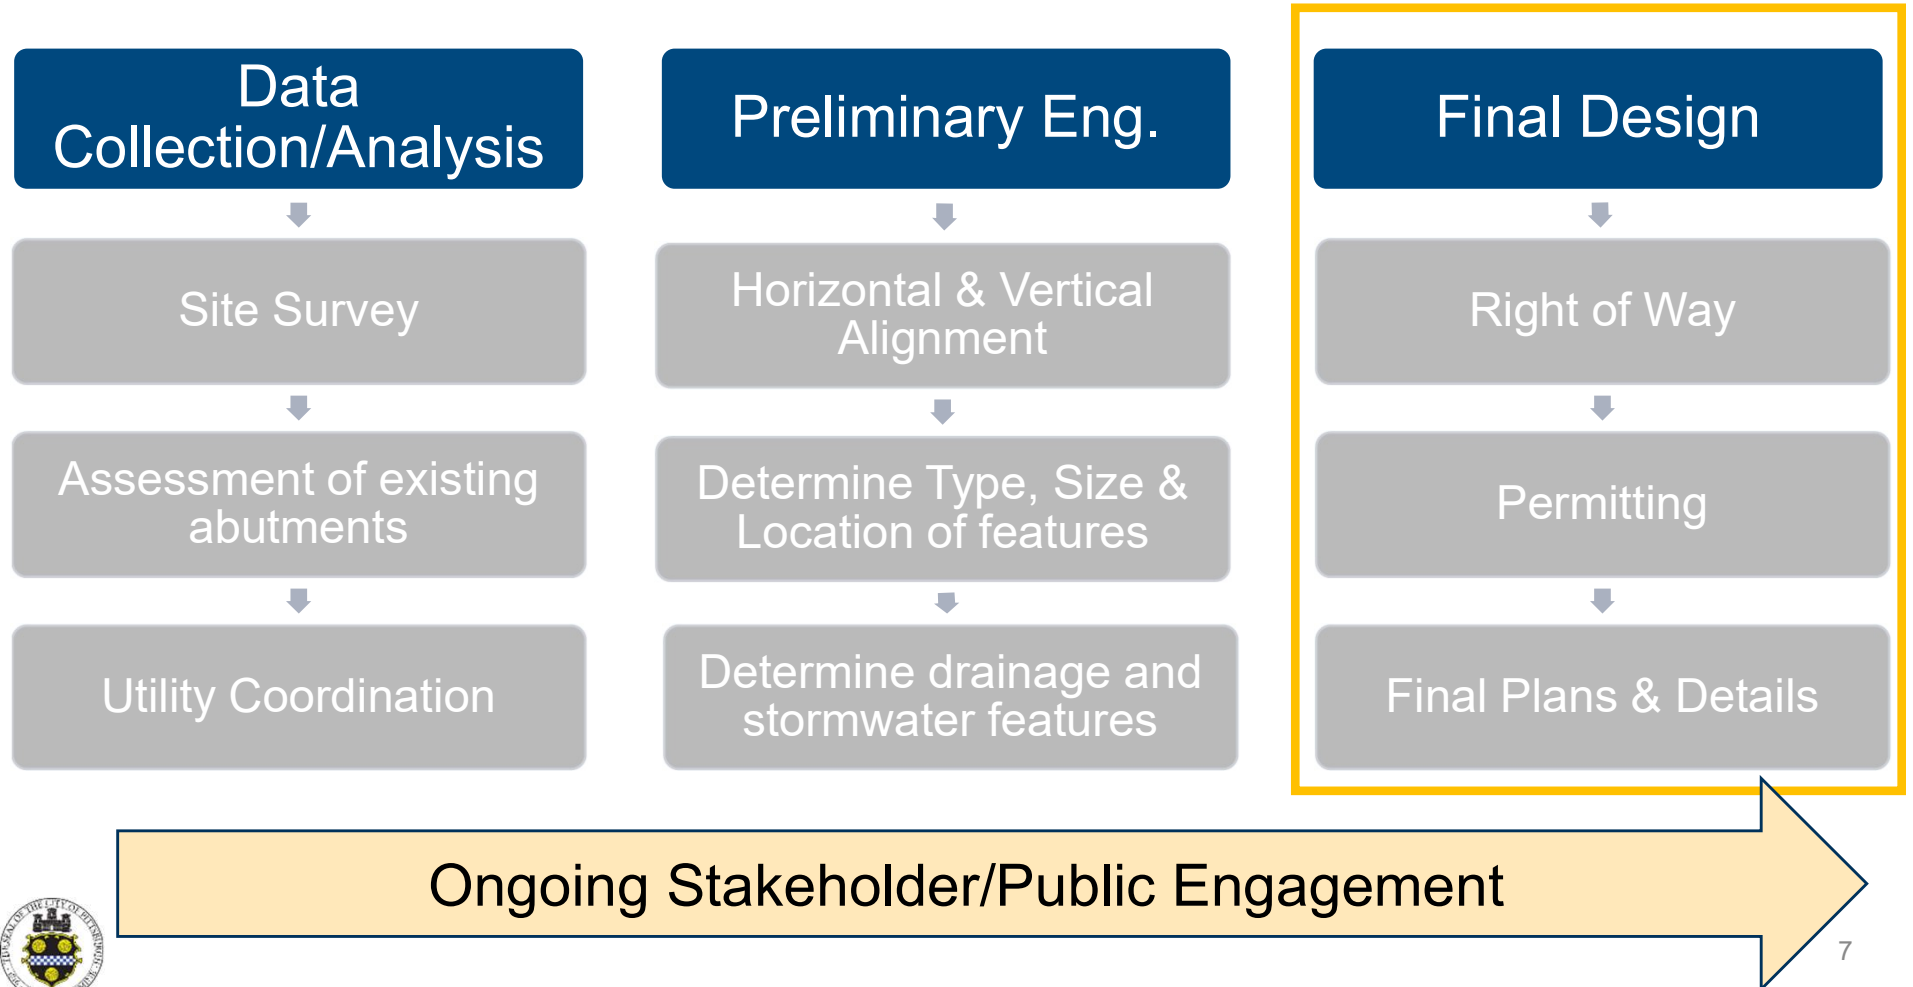 Data
Collection/Analysis
Site Survey
Assessment of existing
abutments
Utility Coordination
Preliminary Eng.
Horizontal & Vertical
Alignment
Determine Type, Size &
Location of features
Determine drainage and
stormwater features
Final Design
Right of Way
Permitting
Final Plans & Details
Ongoing Stakeholder/Public Engagement
7